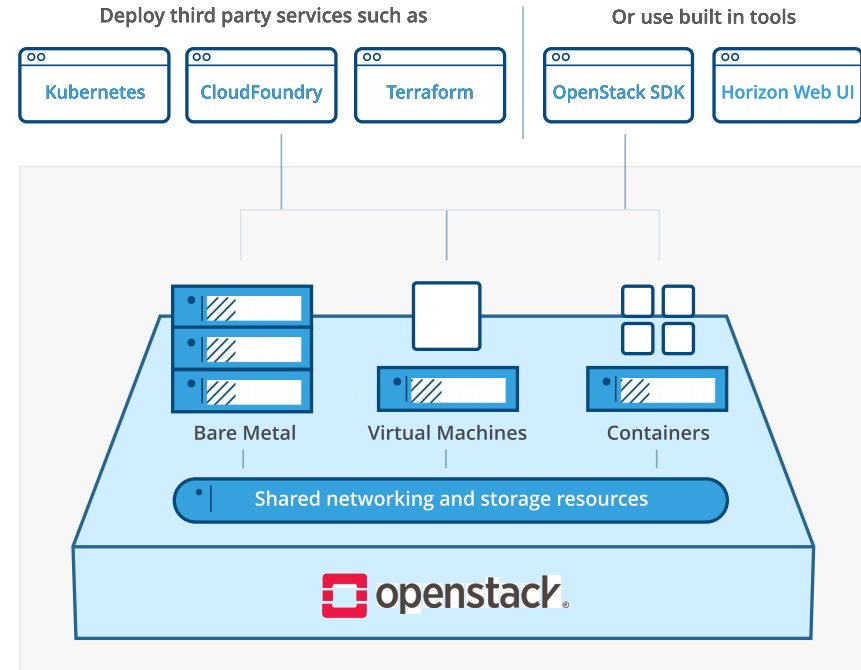 Deploy third party services such as
Or use built in tools
Kubernetes
CloudFoundry
Terraform
OpenStack SDK
Horizon Web UI
Bare Metal
Virtual Machines
Containers
Shared networking and storage resources
openstack®